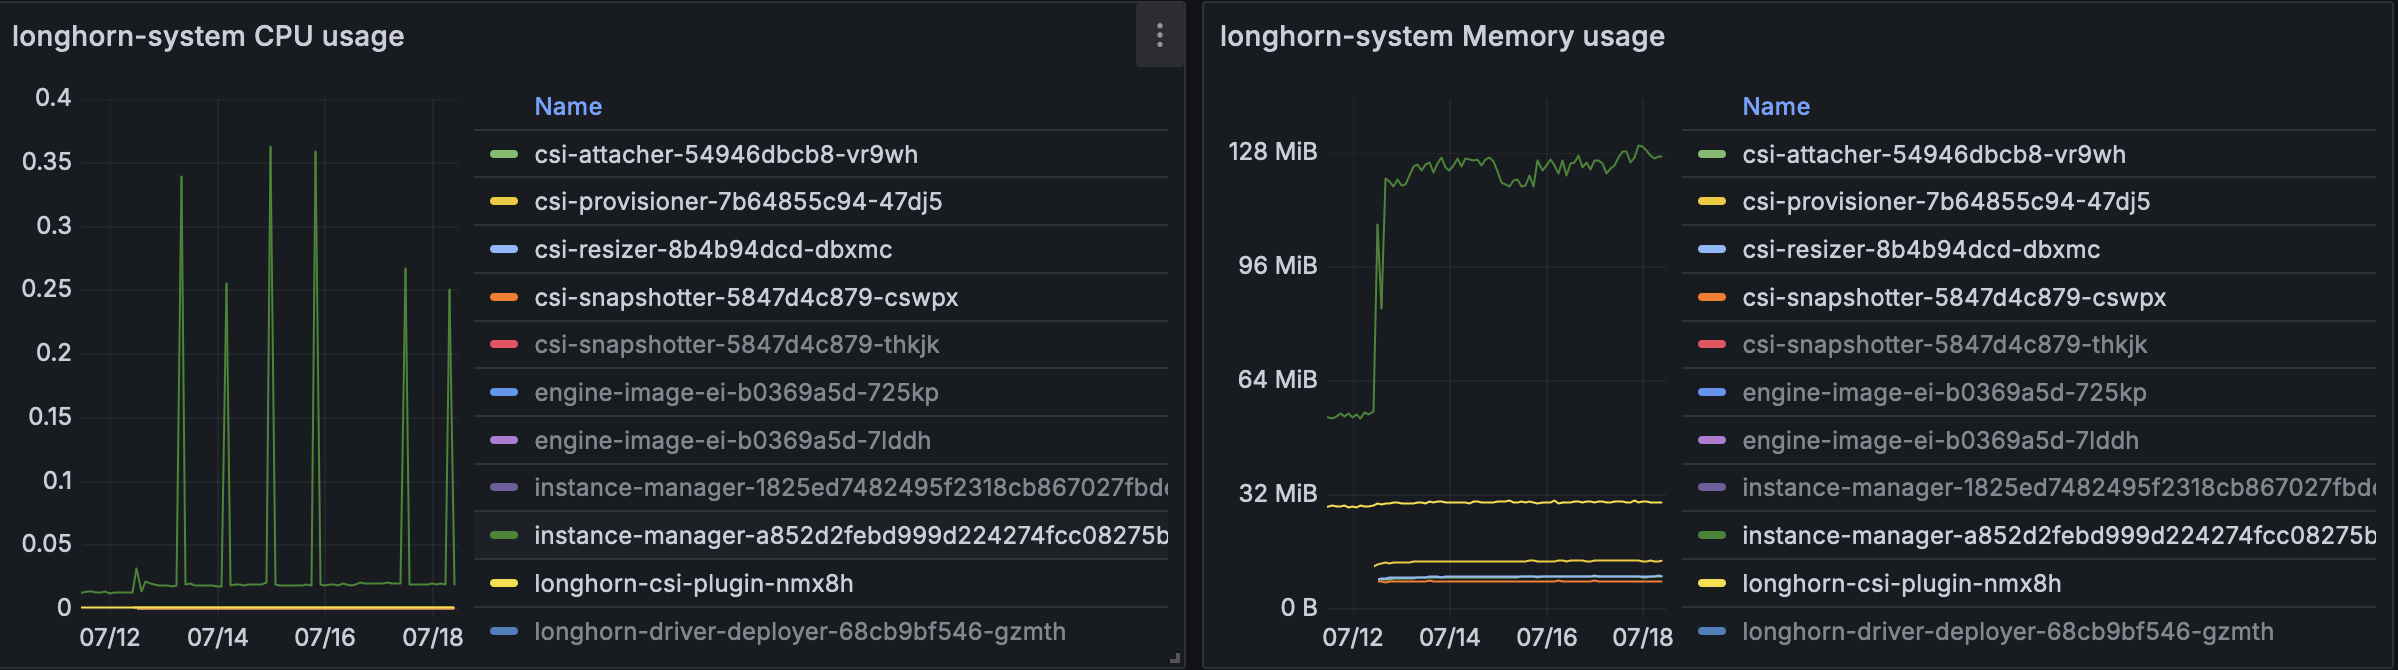 longhorn-system CPU usage
0.4
0.35
0.3
0.25
0.2
0.15
0.1
0.05
0
07/12 07/14 07/16 07/18
Name
csi-attacher-54946dbcb8-vr9wh
csi-provisioner-7b64855c94-47dj5
csi-resizer-8b4b94dcd-dbxmc
csi-snapshotter-5847d4c879-cswpx
csi-snapshotter-5847d4c879-thkjk
engine-image-ei-b0369a5d-725kp
engine-image-ei-b0369a5d-7lddh
instance-manager-1825ed7482495f2318cb867027fbd
instance-manager-a852d2febd999d224274fcc08275b
longhorn-csi-plugin-nmx8h
longhorn-driver-deployer-68cb9bf546-gzmth
longhorn-system Memory usage
128 MiB
96 MiB
64 MiB
32 MiB
0 B
07/12 07/14 07/16 07/18
Name
csi-attacher-54946dbcb8-vr9wh
csi-provisioner-7b64855c94-47dj5
csi-resizer-8b4b94dcd-dbxmc
csi-snapshotter-5847d4c879-cswpx
csi-snapshotter-5847d4c879-thkjk
engine-image-ei-b0369a5d-725kp
engine-image-ei-b0369a5d-7lddh
instance-manager-1825ed7482495f2318cb867027fbd
instance-manager-a852d2febd999d224274fcc08275b
longhorn-csi-plugin-nmx8h
longhorn-driver-deployer-68cb9bf546-gzmth